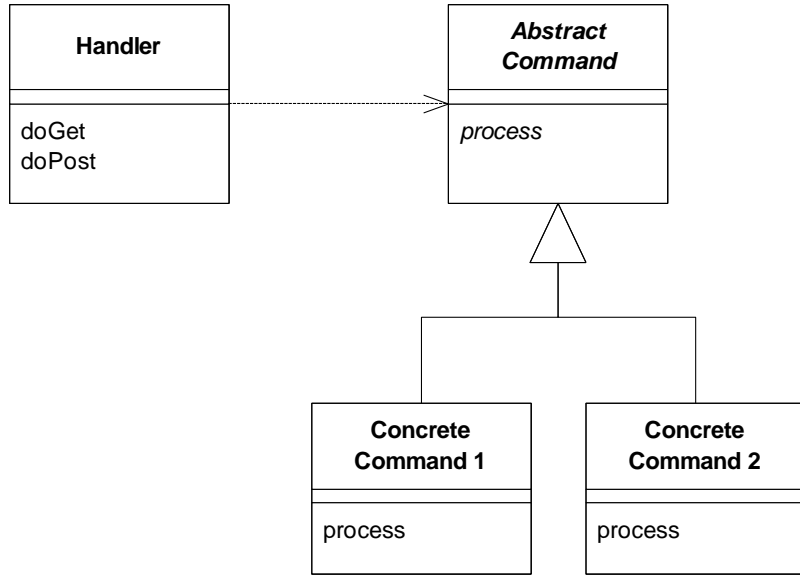 Handler
doGet
doPost
Abstract
Command
process
Concrete
Command 1
process
Concrete
Command 2
process